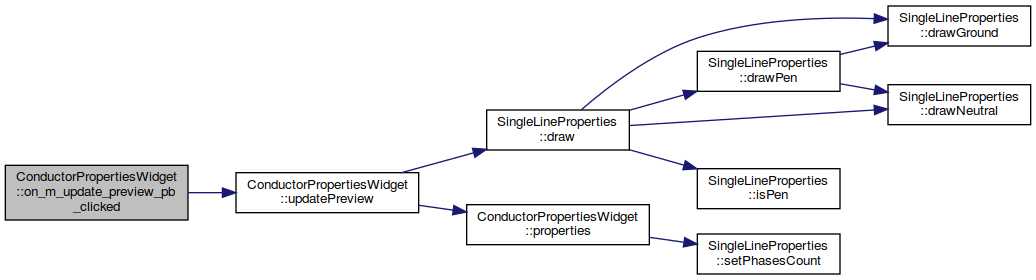 ConductorPropertiesWidget
::on_m_update_preview_pb
_clicked
ConductorPropertiesWidget
::updatePreview
SingleLineProperties
::draw
ConductorPropertiesWidget
::properties
SingleLineProperties
::drawPen
SingleLineProperties
::isPen
SingleLineProperties
::setPhasesCount
SingleLineProperties
::drawGround
SingleLineProperties
::drawNeutral